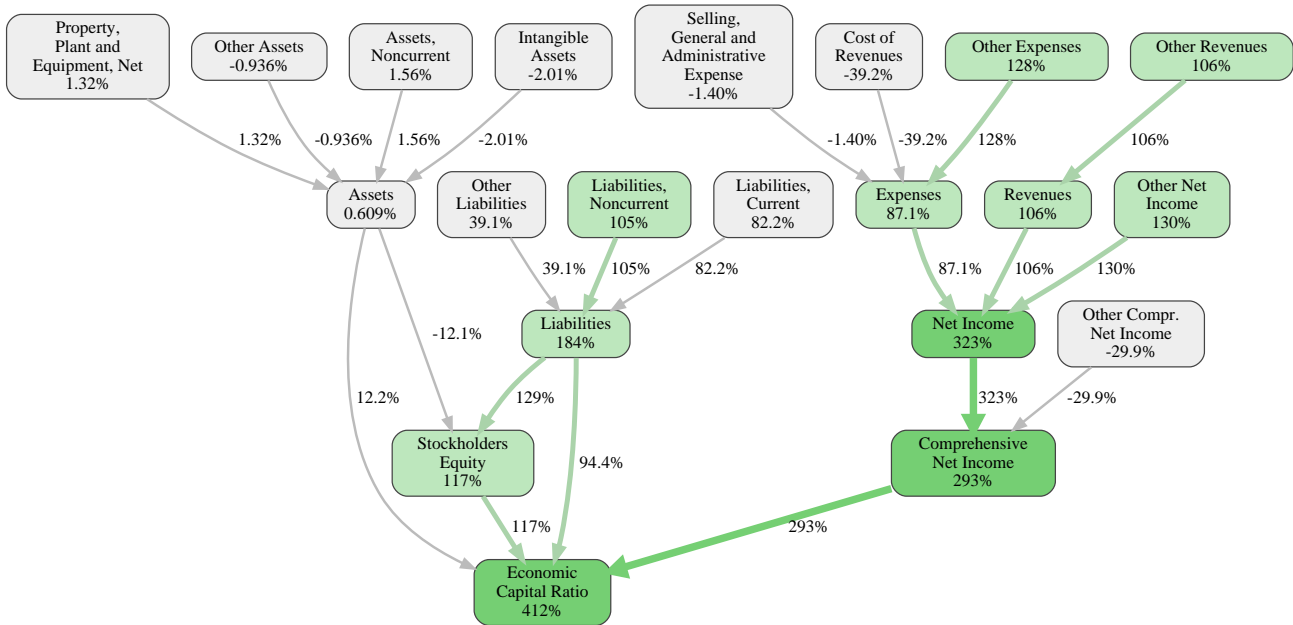 Property,
Plant and
Equipment, Net
1.32%
Other Assets
-0.936%
Assets,
Noncurrent
1.56%
Intangible
Assets
-2.01%
Selling,
General and
Administrative
Expense
-1.40%
Cost of
Revenues
-39.2%
Other Expenses
128%
Other Revenues
106%
1.32%
-0.936%
1.56%
-2.01%
-1.40%
-39.2%
128%
106%
Assets
0.609%
Other
Liabilities
39.1%
Liabilities,
Noncurrent
105%
Liabilities,
Current
82.2%
Expenses
87.1%
Revenues
106%
Other Net
Income
130%
39.1%
105%
82.2%
87.1%
106%
130%
-12.1%
Liabilities
184%
Net Income
323%
Other Compr.
Net Income
-29.9%
12.2%
129%
94.4%
323%
-29.9%
Stockholders
Equity
117%
Comprehensive
Net Income
293%
117%
293%
Economic
Capital Ratio
412%